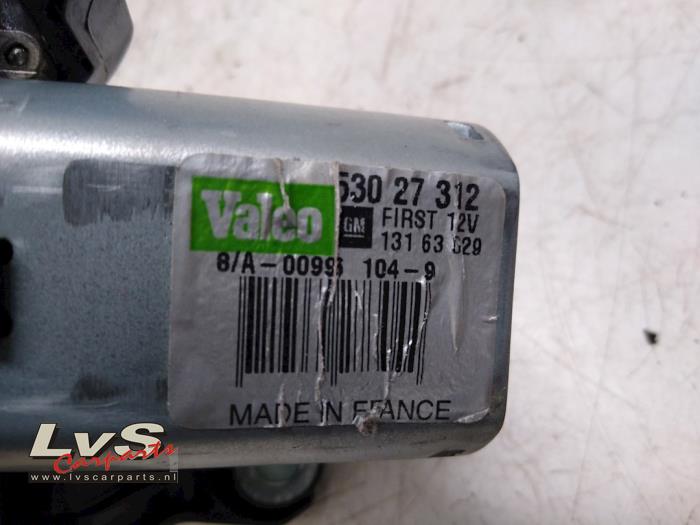 Valeo
530 27 312
GM
FIRST 12V
131 63 029
8/A-0099 104-9
MADE IN FRANCE
LvS
Carparts
www.lvscarparts.nl